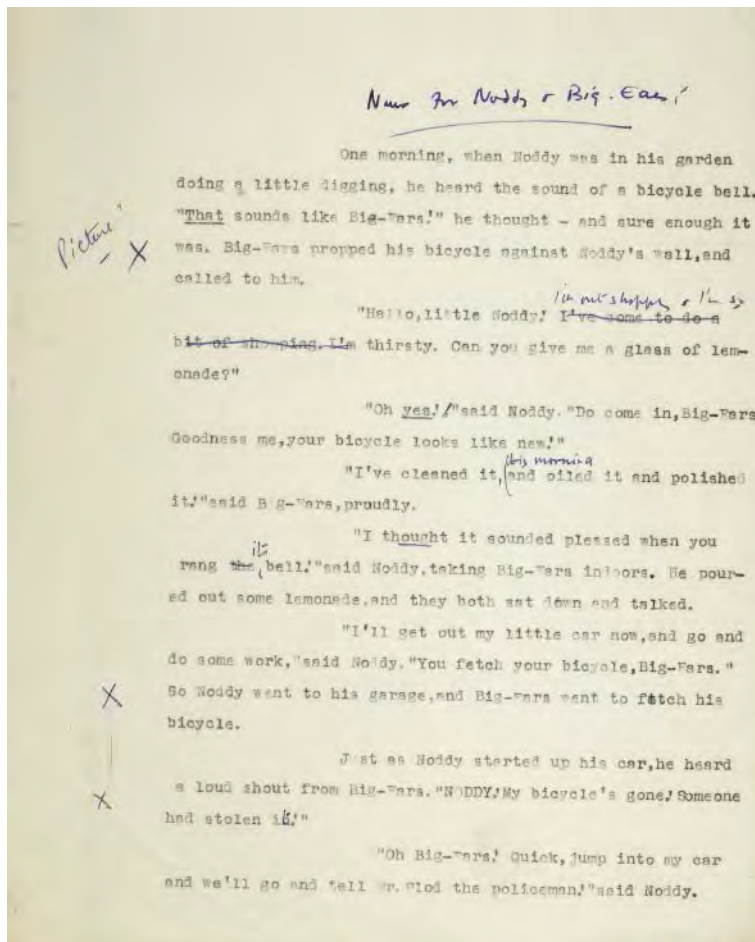 for Noddy & Big-Ears!
One morning, when Noddy was in his garden
doing a little digging, he heard the sound of a bicycle bell.
"That sounds like Big-Ears!" he thought - and sure enough it
Picture!
was. Big-Ears propped his bicycle against Noddy's wall,and
called to him.
I'm out shopping & I'm so
"Hallo,little Noddy! I've come to do a
bit of shopping. I'm thirsty. Can you give me a glass of lem-
onade?"
"Oh yes!/"said Noddy."Do come in,Big-Ears
Goodness me,your bicycle looks like new!"
this morning
"I've cleaned it,(and oiled it and polished
it!"said Big-Ears,proudly.
"I thought it sounded pleased when you
its
rang the bell!"said Noddy,taking Big-Ears indoors. He pour-
ed out some lemonade,and they both sat down and talked.
"I'll get out my little car now,and go and
do some work,"said Noddy."You fetch your bicycle,Big-Ears."
So Noddy went to his garage,and Big-Ears went to fetch his
bicycle.
Just as Noddy started up his car,he heard
a loud shout from Big-Ears."NODDY!My bicycle's gone!Someone
had stolen it!"
"Oh Big-Ears! Quick,jump into my car
and we'll go and tell Mr. Plod the policeman!"said Noddy.